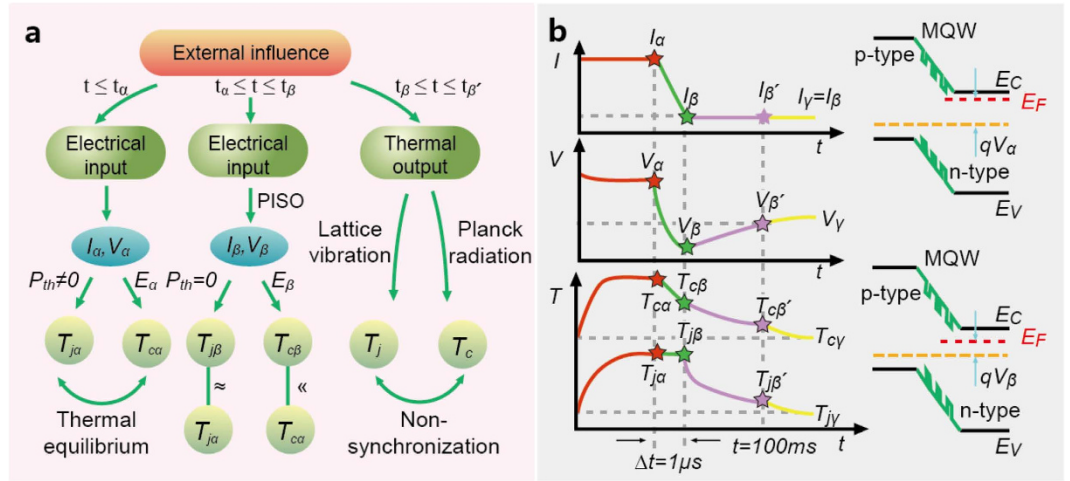 a
External influence
t ≤ tα
tα ≤ t ≤ tβ
tβ ≤ t ≤ tβ′
Electrical
input
Electrical
input
Thermal
output
PISO
Lattice
vibration
Planck
radiation
Iα,Vα
Iβ,Vβ
Pth≠0
Eα
Pth=0
Eβ
Tjα
Tcα
Tjβ
Tcβ
Tj
Tc
≈
«
Thermal
equilibrium
Tjα
Tcα
Non-
synchronization
b
I
Iα
Iβ
Iβ′
Iγ=Iβ
t
V
Vα
Vβ
Vβ′
Vγ
t
T
Tcα
Tcβ
Tcβ′
Tcγ
Tjα
Tjβ
Tjβ′
Tjγ
t
Δt=1μs
t=100ms
MQW
p-type
EC
EF
qVα
n-type
EV
MQW
p-type
EC
EF
qVβ
n-type
EV